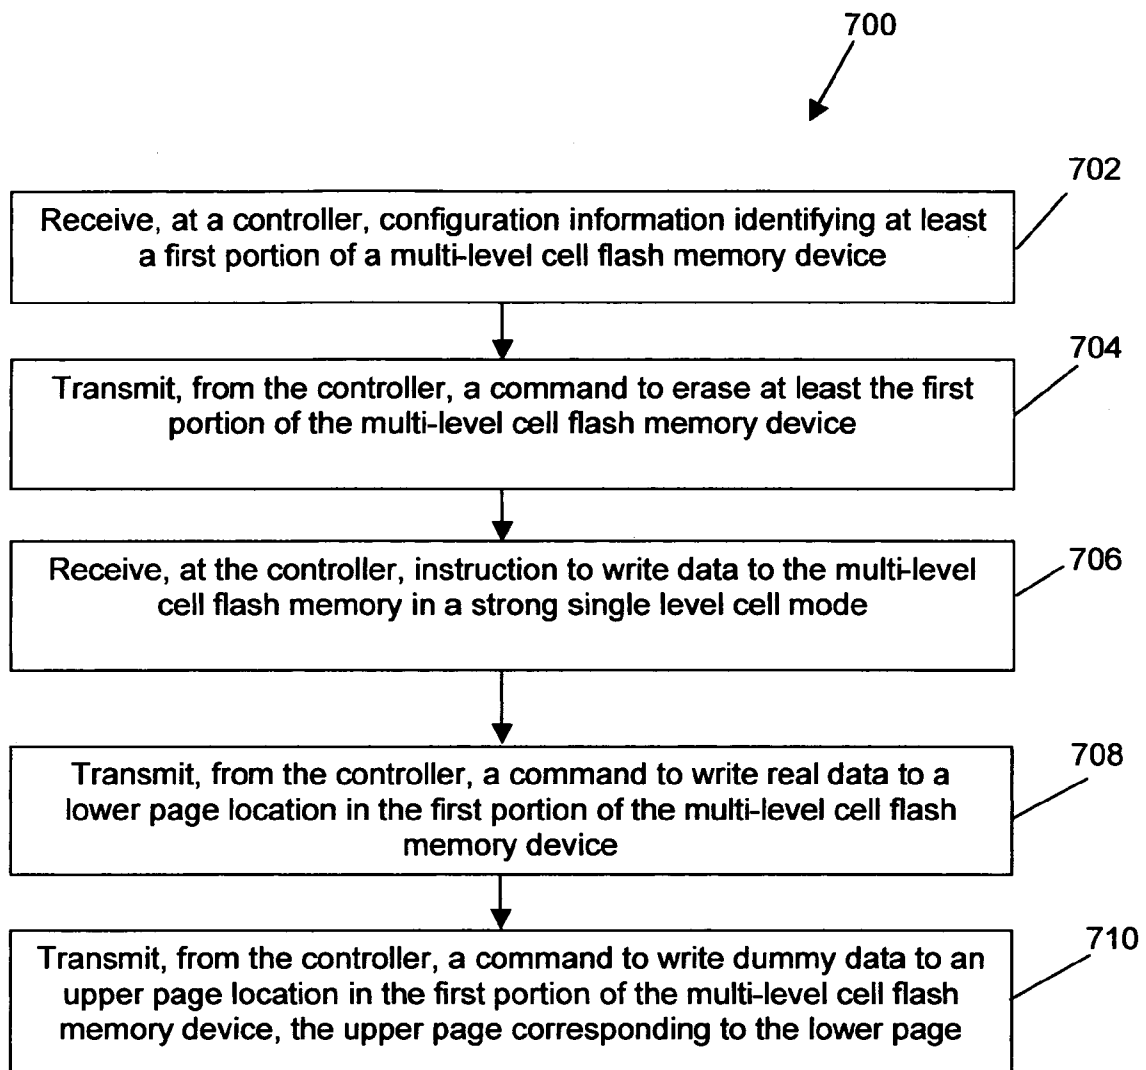 700
702
Receive, at a controller, configuration information identifying at least
a first portion of a multi-level cell flash memory device
704
Transmit, from the controller, a command to erase at least the first
portion of the multi-level cell flash memory device
706
Receive, at the controller, instruction to write data to the multi-level
cell flash memory in a strong single level cell mode
708
Transmit, from the controller, a command to write real data to a
lower page location in the first portion of the multi-level cell flash
memory device
710
Transmit, from the controller, a command to write dummy data to an
upper page location in the first portion of the multi-level cell flash
memory device, the upper page corresponding to the lower page